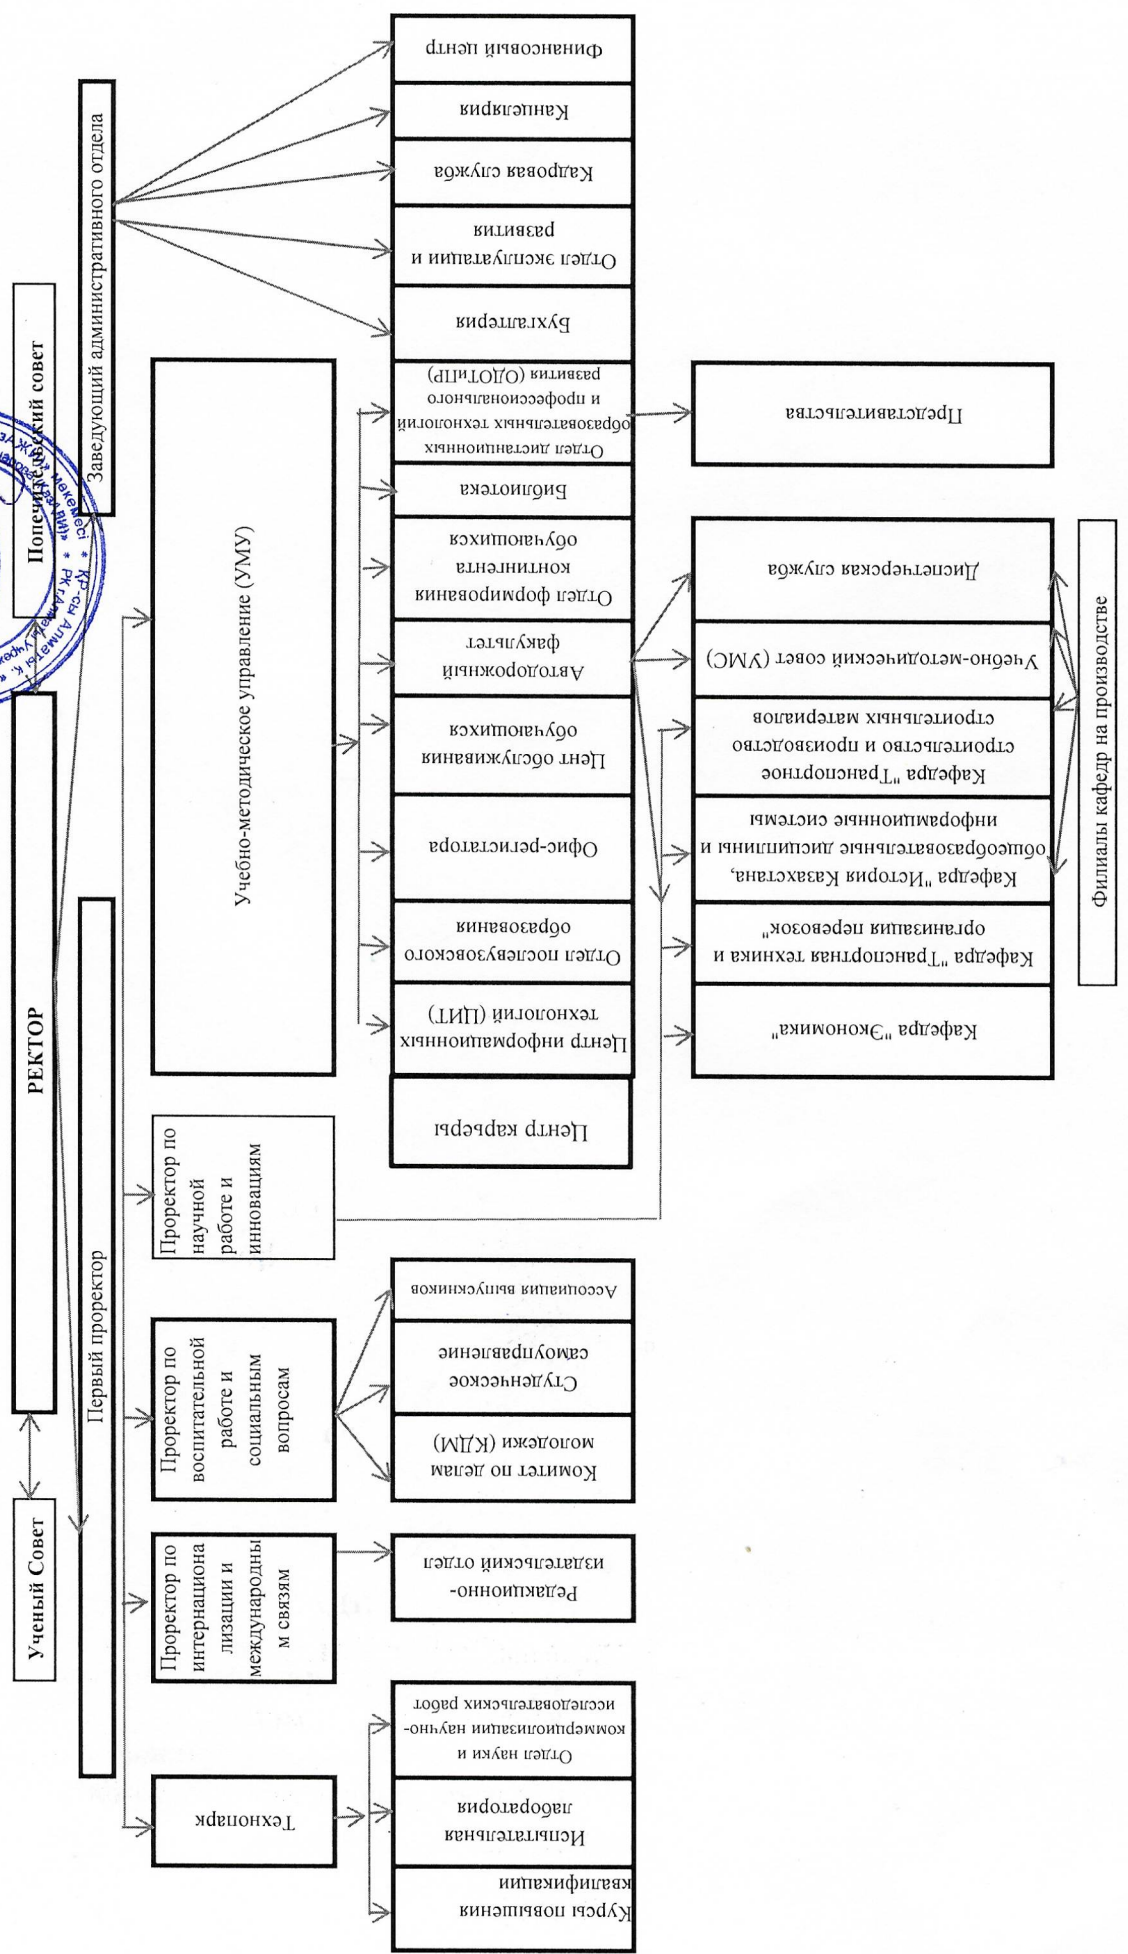 Ученый Совет
РЕКТОР
Попечительский совет
Первый проректор
Заведующий административного отдела
Технопарк
Проректор по
интернациона
лизации и
международны
м связям
Проректор по
воспитательной
работе и
социальным
вопросам
Проректор по
научной
работе и
инновациям
Учебно-методическое управление (УМУ)
Курсы повышения
квалификации
Испытательная
лаборатория
Отдел науки и
коммерциолизации научно-
исследовательских работ
Редакционно-
издательский отдел
Комитет по делам
молодежи (КДМ)
Студенческое
самоуправление
Ассоциация выпускников
Центр карьеры
Центр информационных
технологий (ЦИТ)
Отдел послевузовского
образования
Офис-регистратора
Цент обслуживания
обучающихся
Автодорожный
факультет
Отдел формирования
контингента
обучающихся
Библиотека
Отдел дистанционных
образовательных технологий
и профессионального
развития (ОДОТиПР)
Бухгалтерия
Отдел эксплуатации и
развития
Кадровая служба
Канцелярия
Финансовый центр
Кафедра "Экономика"
Кафедра "Транспортная техника и
организация перевозок"
Кафедра "История Казахстана,
общеобразовательные дисциплины и
информационные системы
Кафедра "Транспортное
строительство и производство
строительных материалов
Учебно-методический совет (УМС)
Диспетчерская служба
Представительства
Филиалы кафедр на производстве